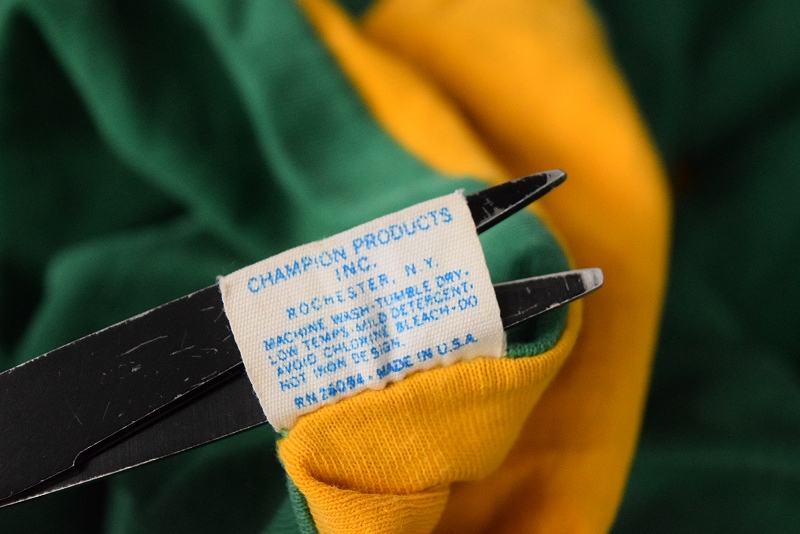 CHAMPION PRODUCTS
INC.
ROCHESTER, N.Y.
MACHINE WASH TUMBLE DRY.
LOW TEMPS. MILD DETERGENT.
AVOID CHLORINE BLEACH-DO
NOT IRON DESIGN.
RN 26094 MADE IN U.S.A.